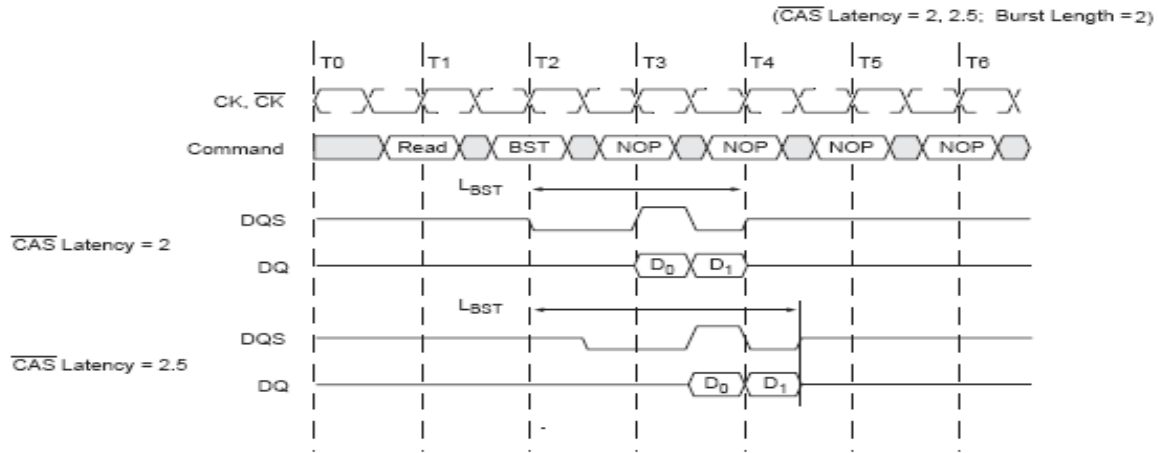 (CAS Latency = 2, 2.5; Burst Length = 2)
T0 T1 T2 T3 T4 T5 T6
CK, CK
Command Read BST NOP NOP NOP NOP
LBST
DQS
CAS Latency = 2
DQ D0 D1
LBST
DQS
CAS Latency = 2.5
DQ D0 D1